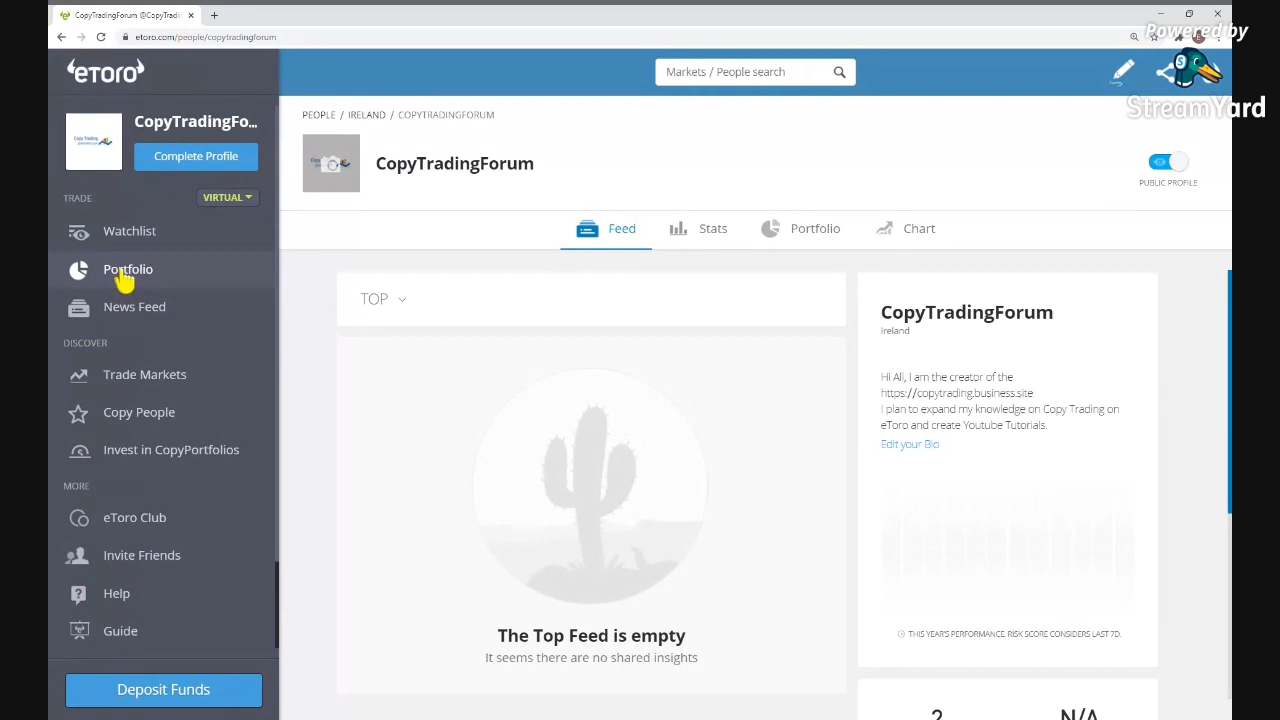 CopyTradingForum @CopyTradin
etoro.com/people/copytradingforum
Powered by
StreamYard
eTORO
Markets / People search
CopyTradingFo...
Complete Profile
TRADE
VIRTUAL
Watchlist
Portfolio
News Feed
DISCOVER
Trade Markets
Copy People
Invest in CopyPortfolios
MORE
eToro Club
Invite Friends
Help
Guide
Deposit Funds
PEOPLE / IRELAND / COPYTRADINGFORUM
CopyTradingForum
PUBLIC PROFILE
Feed
Stats
Portfolio
Chart
TOP
The Top Feed is empty
It seems there are no shared insights
CopyTradingForum
Ireland
Hi All, I am the creator of the
https://copytrading.business.site
I plan to expand my knowledge on Copy Trading on
eToro and create Youtube Tutorials.
Edit your Bio
THIS YEAR'S PERFORMANCE. RISK SCORE CONSIDERS LAST 7D.
2
N/A